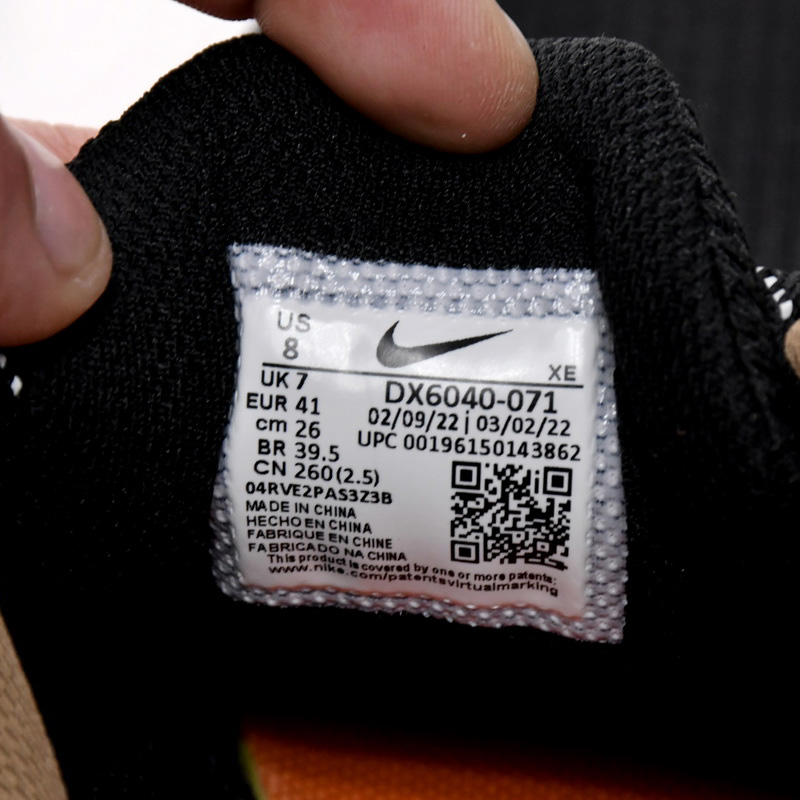 US
8
XE
UK 7
DX6040-071
EUR 41
02/09/22 | 03/02/22
cm 26
UPC 00196150143862
BR 39.5
CN 260(2.5)
04RVE2PAS3Z3B
MADE IN CHINA
HECHO EN CHINA
FABRIQUE EN CHINE
FABRICADO NA CHINA
This product is covered by one or more patents:
www.nike.com/patentsvirtualmarking